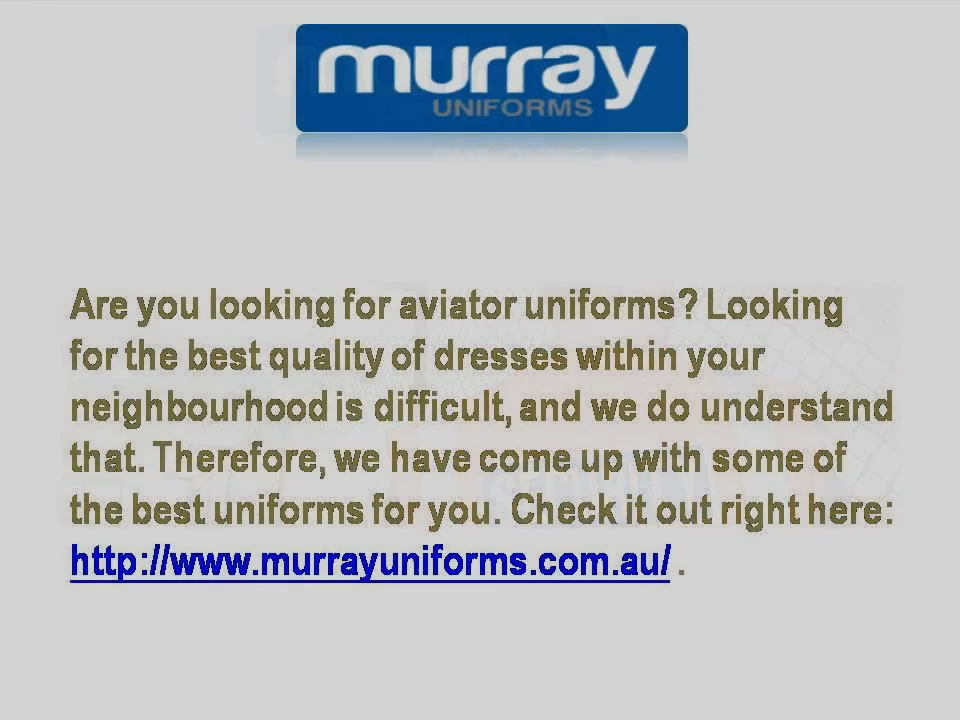 murray
UNIFORMS
Are you looking for aviator uniforms? Looking
for the best quality of dresses within your
neighbourhood is difficult, and we do understand
that. Therefore, we have come up with some of
the best uniforms for you. Check it out right here:
http://www.murrayuniforms.com.au/ .